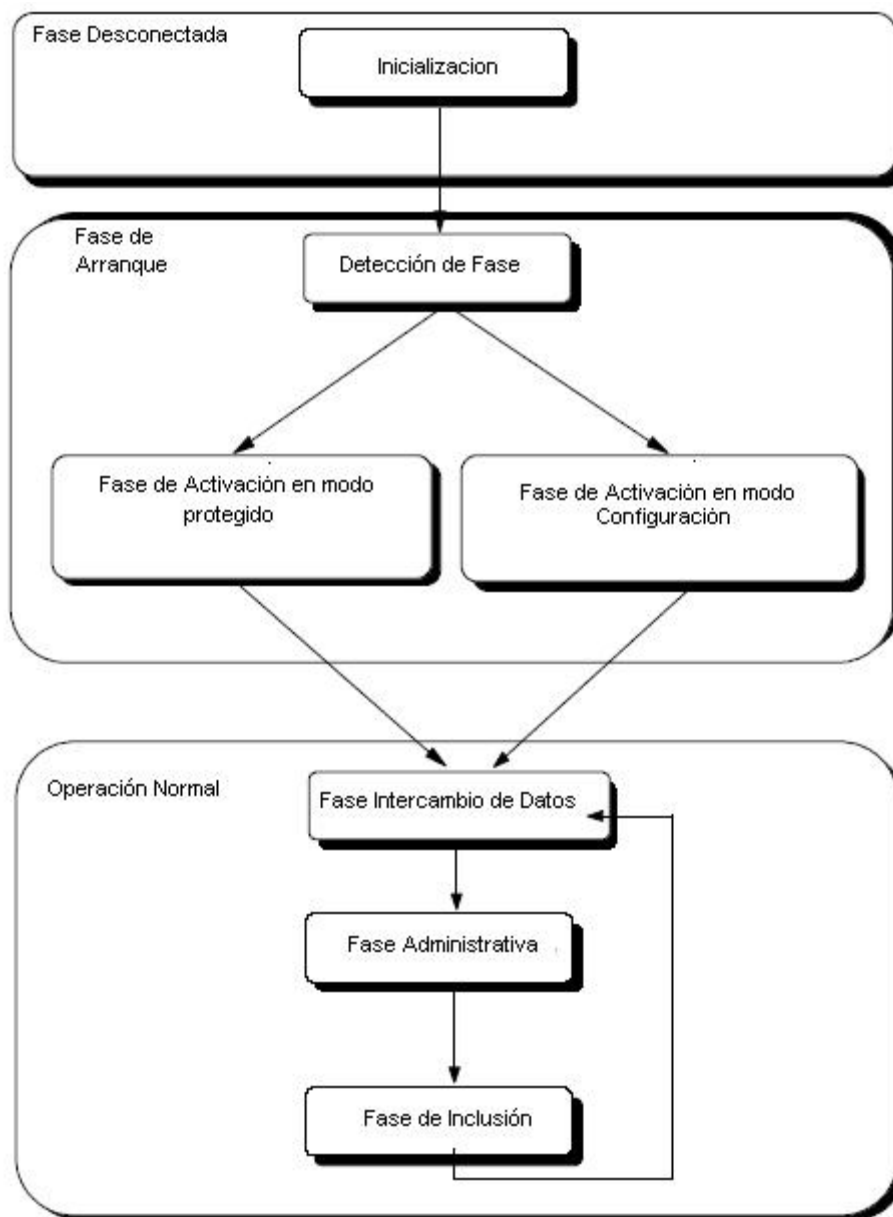 Fase Desconectada
Inicializacion
Fase de
Arranque
Detección de Fase
Fase de Activación en modo
protegido
Fase de Activación en modo
Configuración
Operación Normal
Fase Intercambio de Datos
Fase Administrativa
Fase de Inclusión